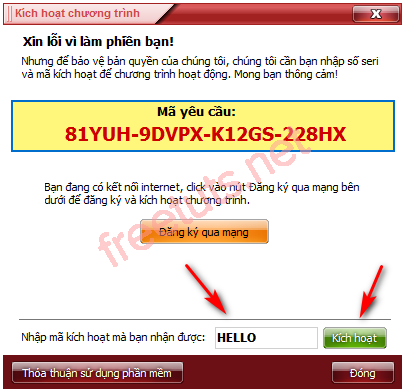 Kích hoạt chương trình
Xin lỗi vì làm phiền bạn!
Nhưng để bảo vệ bản quyền của chúng tôi, chúng tôi cần bạn nhập số seri
và mã kích hoạt để chương trình hoạt động. Mong bạn thông cảm!
Mã yêu cầu:
81YUH-9DVPX-K12GS-228HX
Bạn đang có kết nối internet, click vào nút Đăng ký qua mạng bên
dưới để đăng ký và kích hoạt chương trình.
Đăng ký qua mạng
freetuts.net
Nhập mã kích hoạt mà bạn nhận được:
HELLO
Kích hoạt
Thỏa thuận sử dụng phần mềm
Đóng